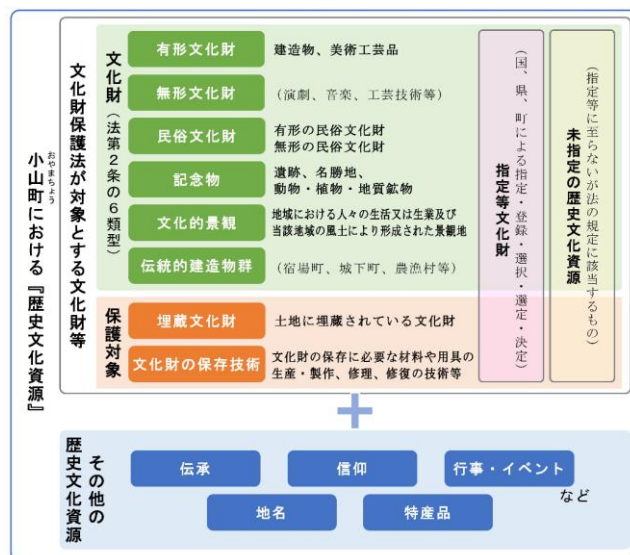 おやまちょう
小山町における『歴史文化資源』
文化財保護法が対象とする文化財等
文化財（法第２条の６類型）
有形文化財
建造物、美術工芸品
無形文化財
（演劇、音楽、工芸技術等）
民俗文化財
有形の民俗文化財
無形の民俗文化財
記念物
遺跡、名勝地、
動物・植物・地質鉱物
文化的景観
地域における人々の生活又は生業及び
当該地域の風土により形成された景観地
伝統的建造物群
（宿場町、城下町、農漁村等）
保護対象
埋蔵文化財
土地に埋蔵されている文化財
文化財の保存技術
文化財の保存に必要な材料や用具の
生産・製作、修理、修復の技術等
（国、県、町による指定・登録・選択・選定・決定）
指定等文化財
（指定等に至らないが法の規定に該当するもの）
未指定の歴史文化資源
＋
その他の
歴史文化資源
伝承
信仰
行事・イベント
地名
特産品
など